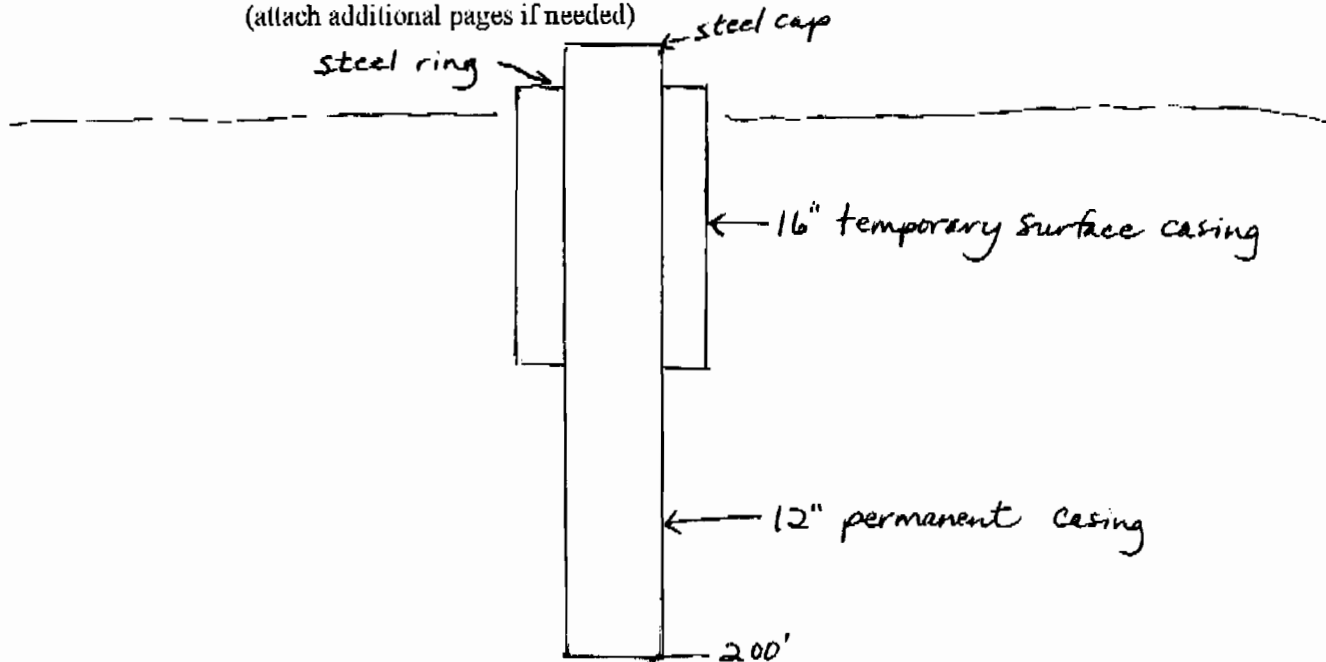 (attach additional pages if needed)
steel cap
steel ring
16" temporary surface casing
12" permanent casing
200'